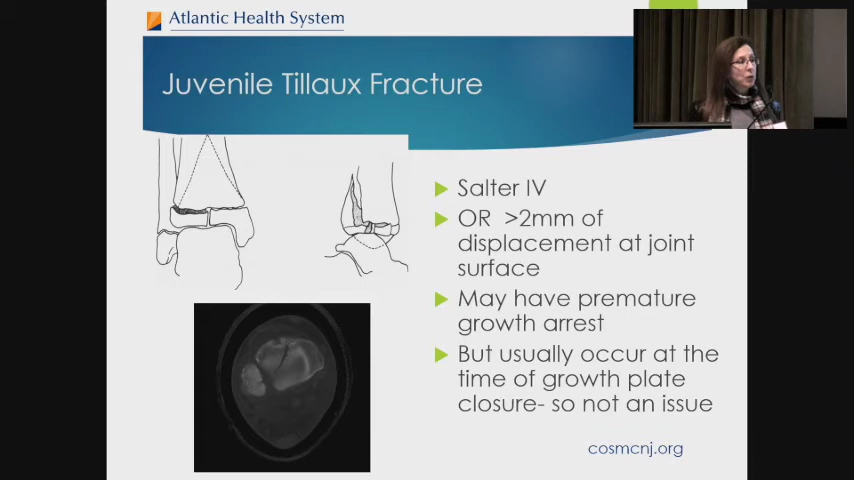 Atlantic Health System
Juvenile Tillaux Fracture
Salter IV
OR >2mm of
displacement at joint
surface
May have premature
growth arrest
But usually occur at the
time of growth plate
closure- so not an issue
cosmcnj.org